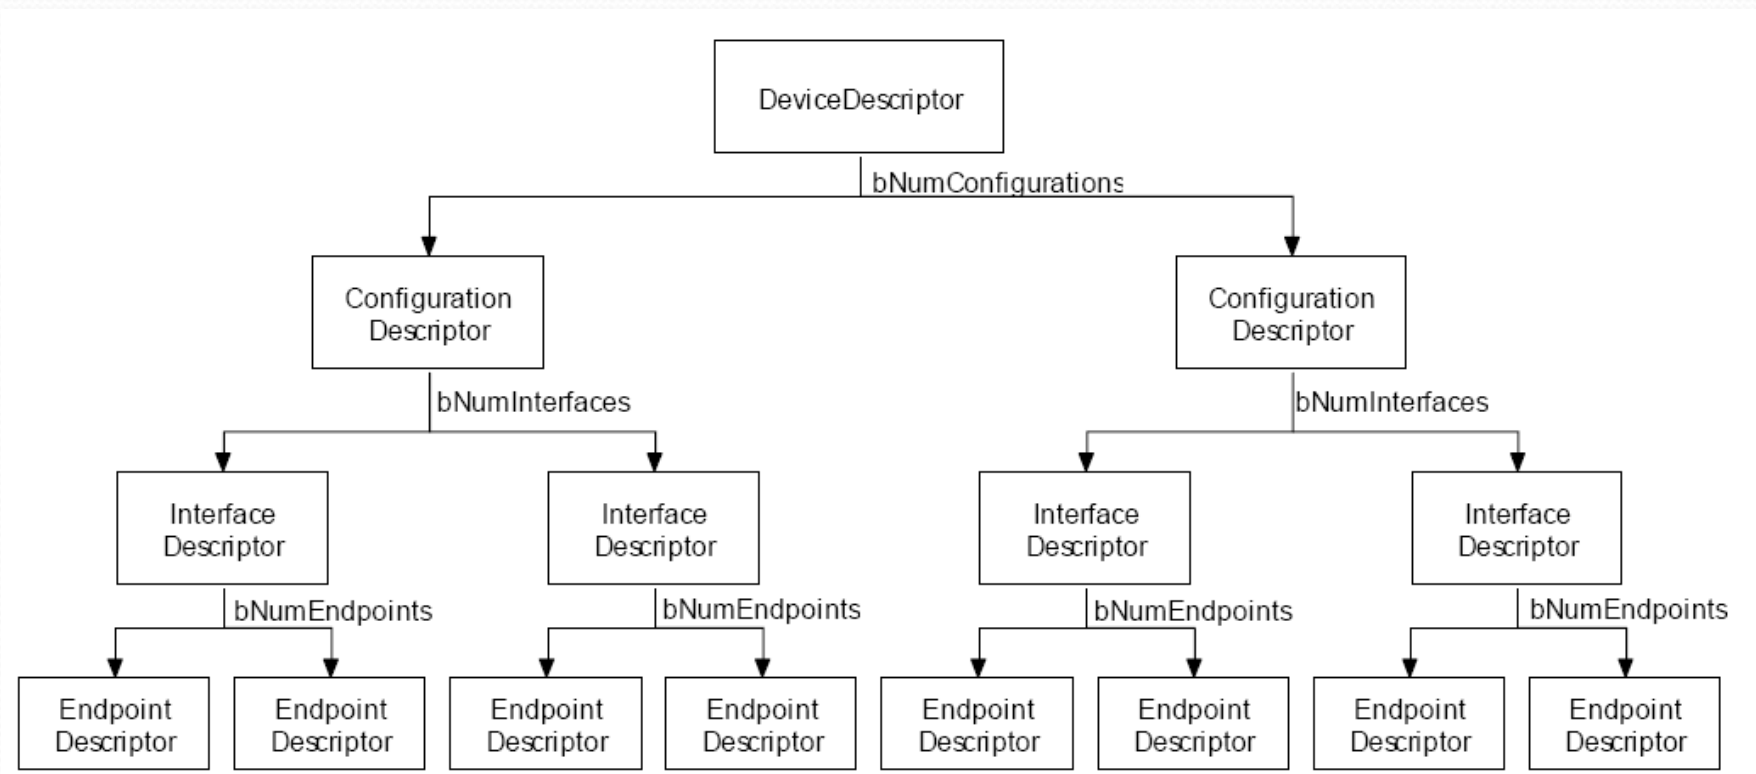 DeviceDescriptor
bNumConfigurations
Configuration
Descriptor
Configuration
Descriptor
bNumInterfaces
bNumInterfaces
Interface
Descriptor
Interface
Descriptor
Interface
Descriptor
Interface
Descriptor
bNumEndpoints
bNumEndpoints
bNumEndpoints
bNumEndpoints
Endpoint
Descriptor
Endpoint
Descriptor
Endpoint
Descriptor
Endpoint
Descriptor
Endpoint
Descriptor
Endpoint
Descriptor
Endpoint
Descriptor
Endpoint
Descriptor